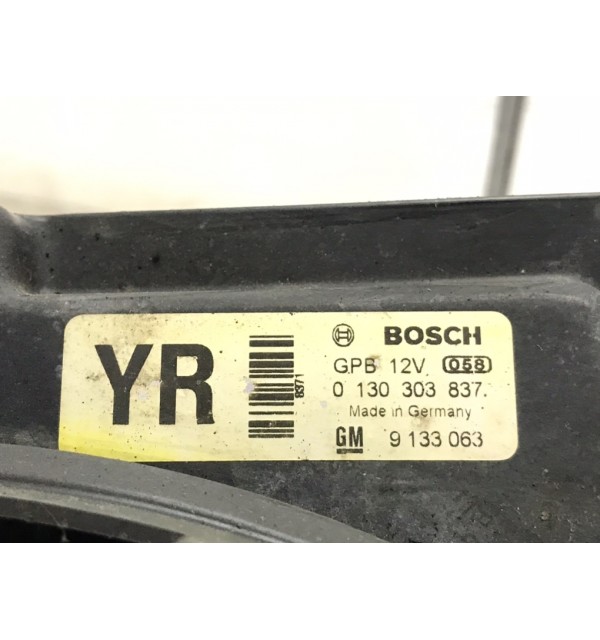 YR
8371
BOSCH
GPB 12V 058
0 130 303 837.
Made in Germany
GM 9 133 063